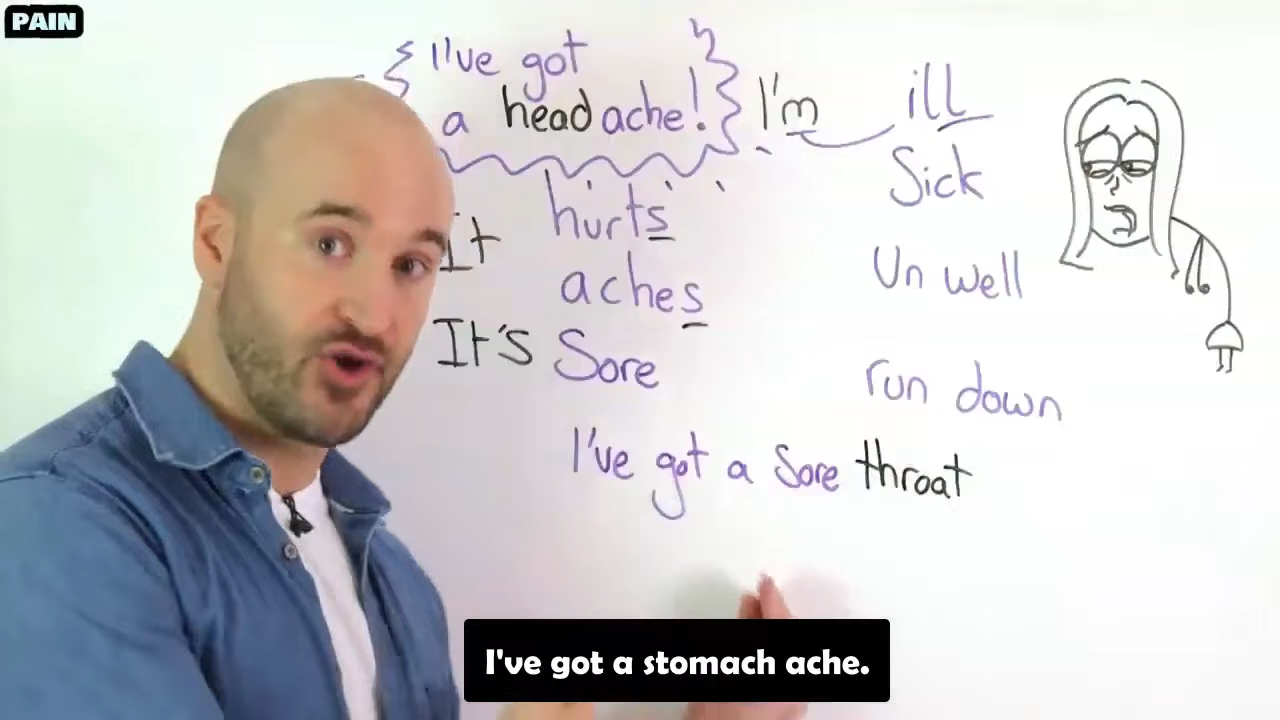 PAIN
I've got
a headache!
I'm ill
Sick
It hurts
Un well
aches
It's Sore
run down
I've got a Sore throat
I've got a stomach ache.